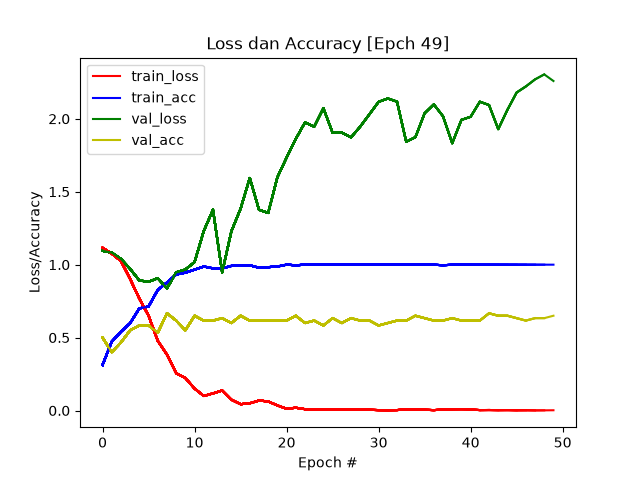 Loss dan Accuracy [Epch 49]
train_loss
train_acc
val_loss
val_acc
Loss/Accuracy
2.0
1.5
1.0
0.5
0.0
0 10 20 30 40 50
Epoch #